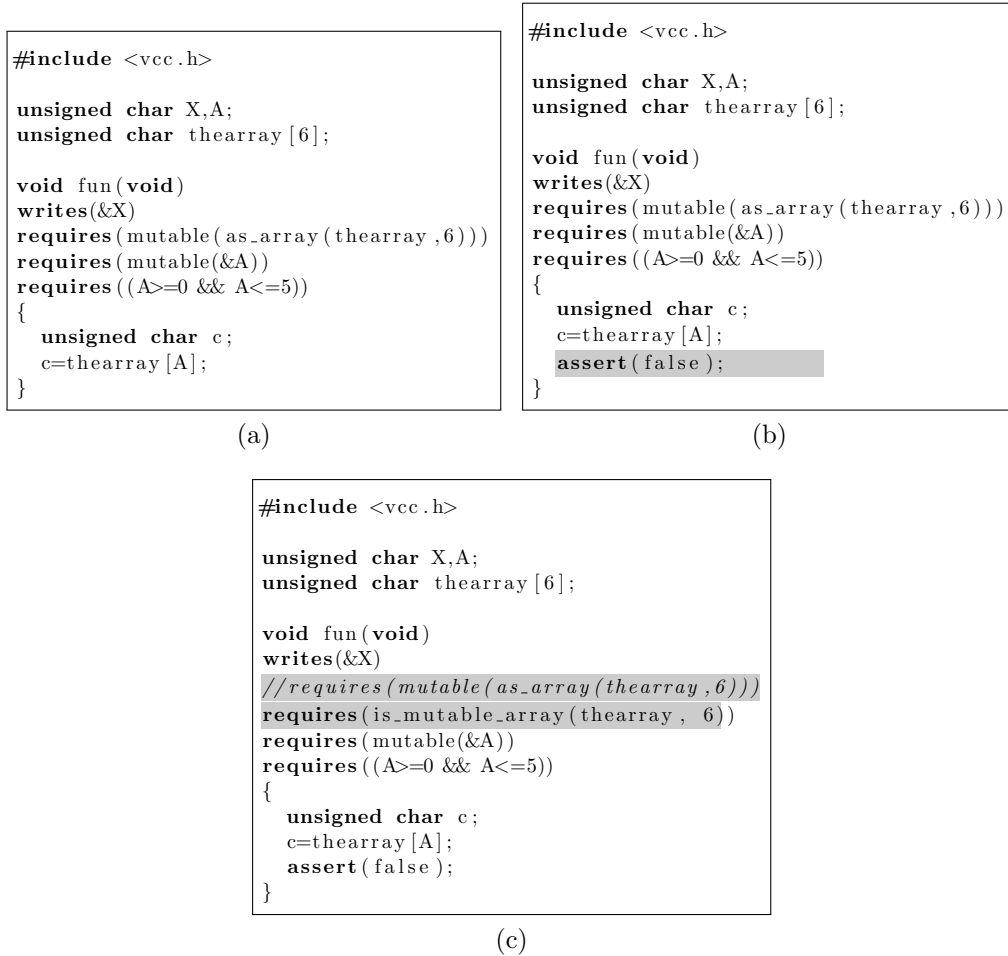 #include <vcc.h>
unsigned char X,A;
unsigned char thearray[6];
void fun(void)
writes(&X)
requires(mutable(as_array(thearray,6)))
requires(mutable(&A))
requires((A>=0 && A<=5))
{
unsigned char c;
c=thearray[A];
}
(a)
#include <vcc.h>
unsigned char X,A;
unsigned char thearray[6];
void fun(void)
writes(&X)
requires(mutable(as_array(thearray,6)))
requires(mutable(&A))
requires((A>=0 && A<=5))
{
unsigned char c;
c=thearray[A];
assert(false);
}
(b)
#include <vcc.h>
unsigned char X,A;
unsigned char thearray[6];
void fun(void)
writes(&X)
//requires(mutable(as_array(thearray,6)))
requires(is_mutable_array(thearray, 6))
requires(mutable(&A))
requires((A>=0 && A<=5))
{
unsigned char c;
c=thearray[A];
assert(false);
}
(c)